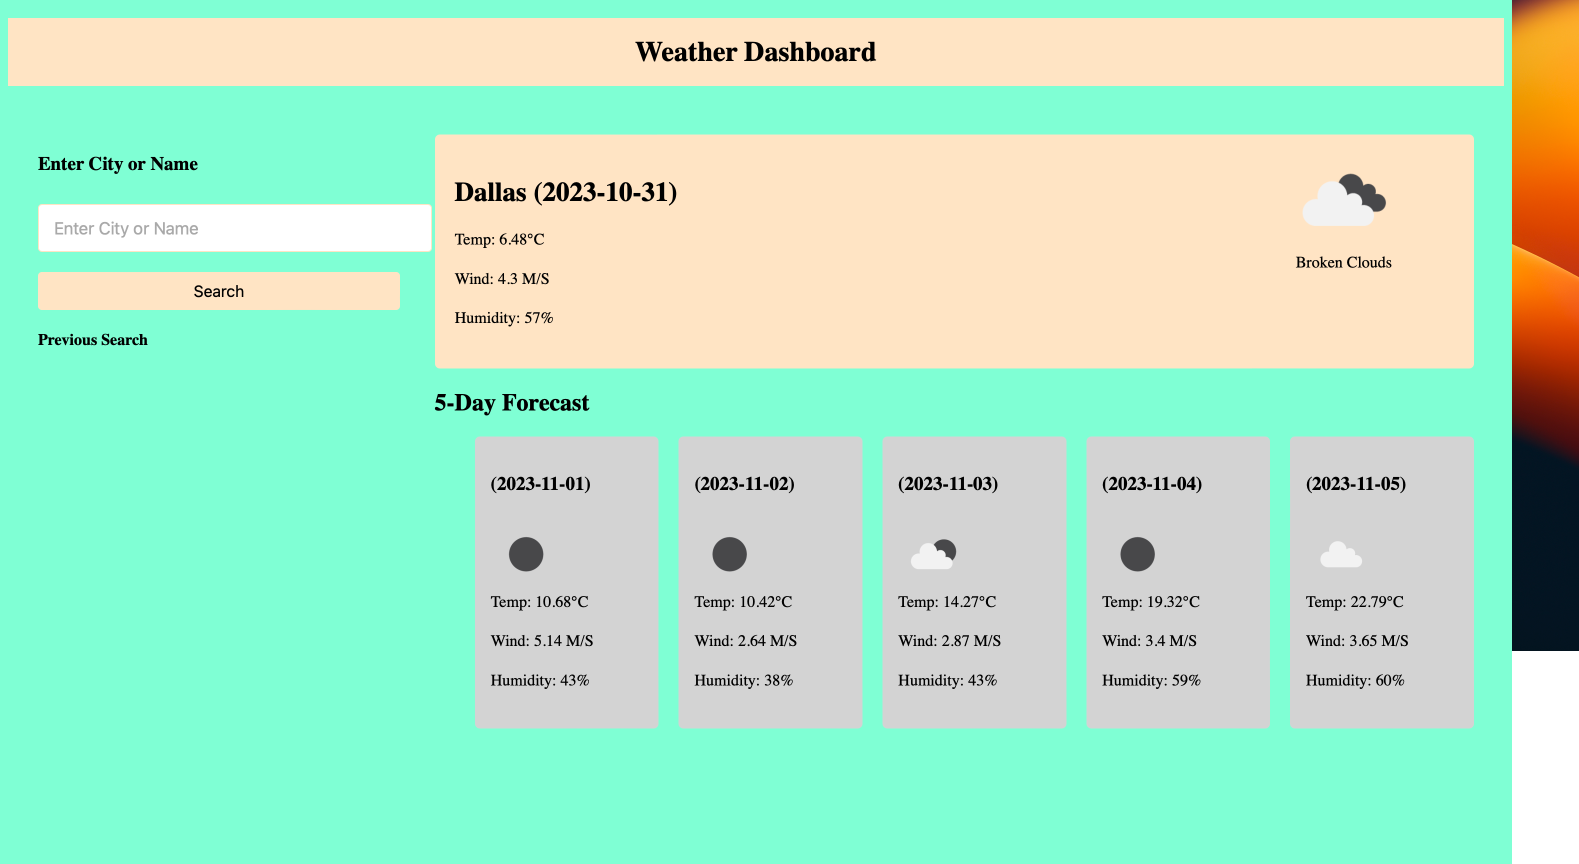 Weather Dashboard
Enter City or Name
Enter City or Name
Search
Previous Search
Dallas (2023-10-31)
Temp: 6.48°C
Wind: 4.3 M/S
Humidity: 57%
Broken Clouds
5-Day Forecast
(2023-11-01)
Temp: 10.68°C
Wind: 5.14 M/S
Humidity: 43%
(2023-11-02)
Temp: 10.42°C
Wind: 2.64 M/S
Humidity: 38%
(2023-11-03)
Temp: 14.27°C
Wind: 2.87 M/S
Humidity: 43%
(2023-11-04)
Temp: 19.32°C
Wind: 3.4 M/S
Humidity: 59%
(2023-11-05)
Temp: 22.79°C
Wind: 3.65 M/S
Humidity: 60%